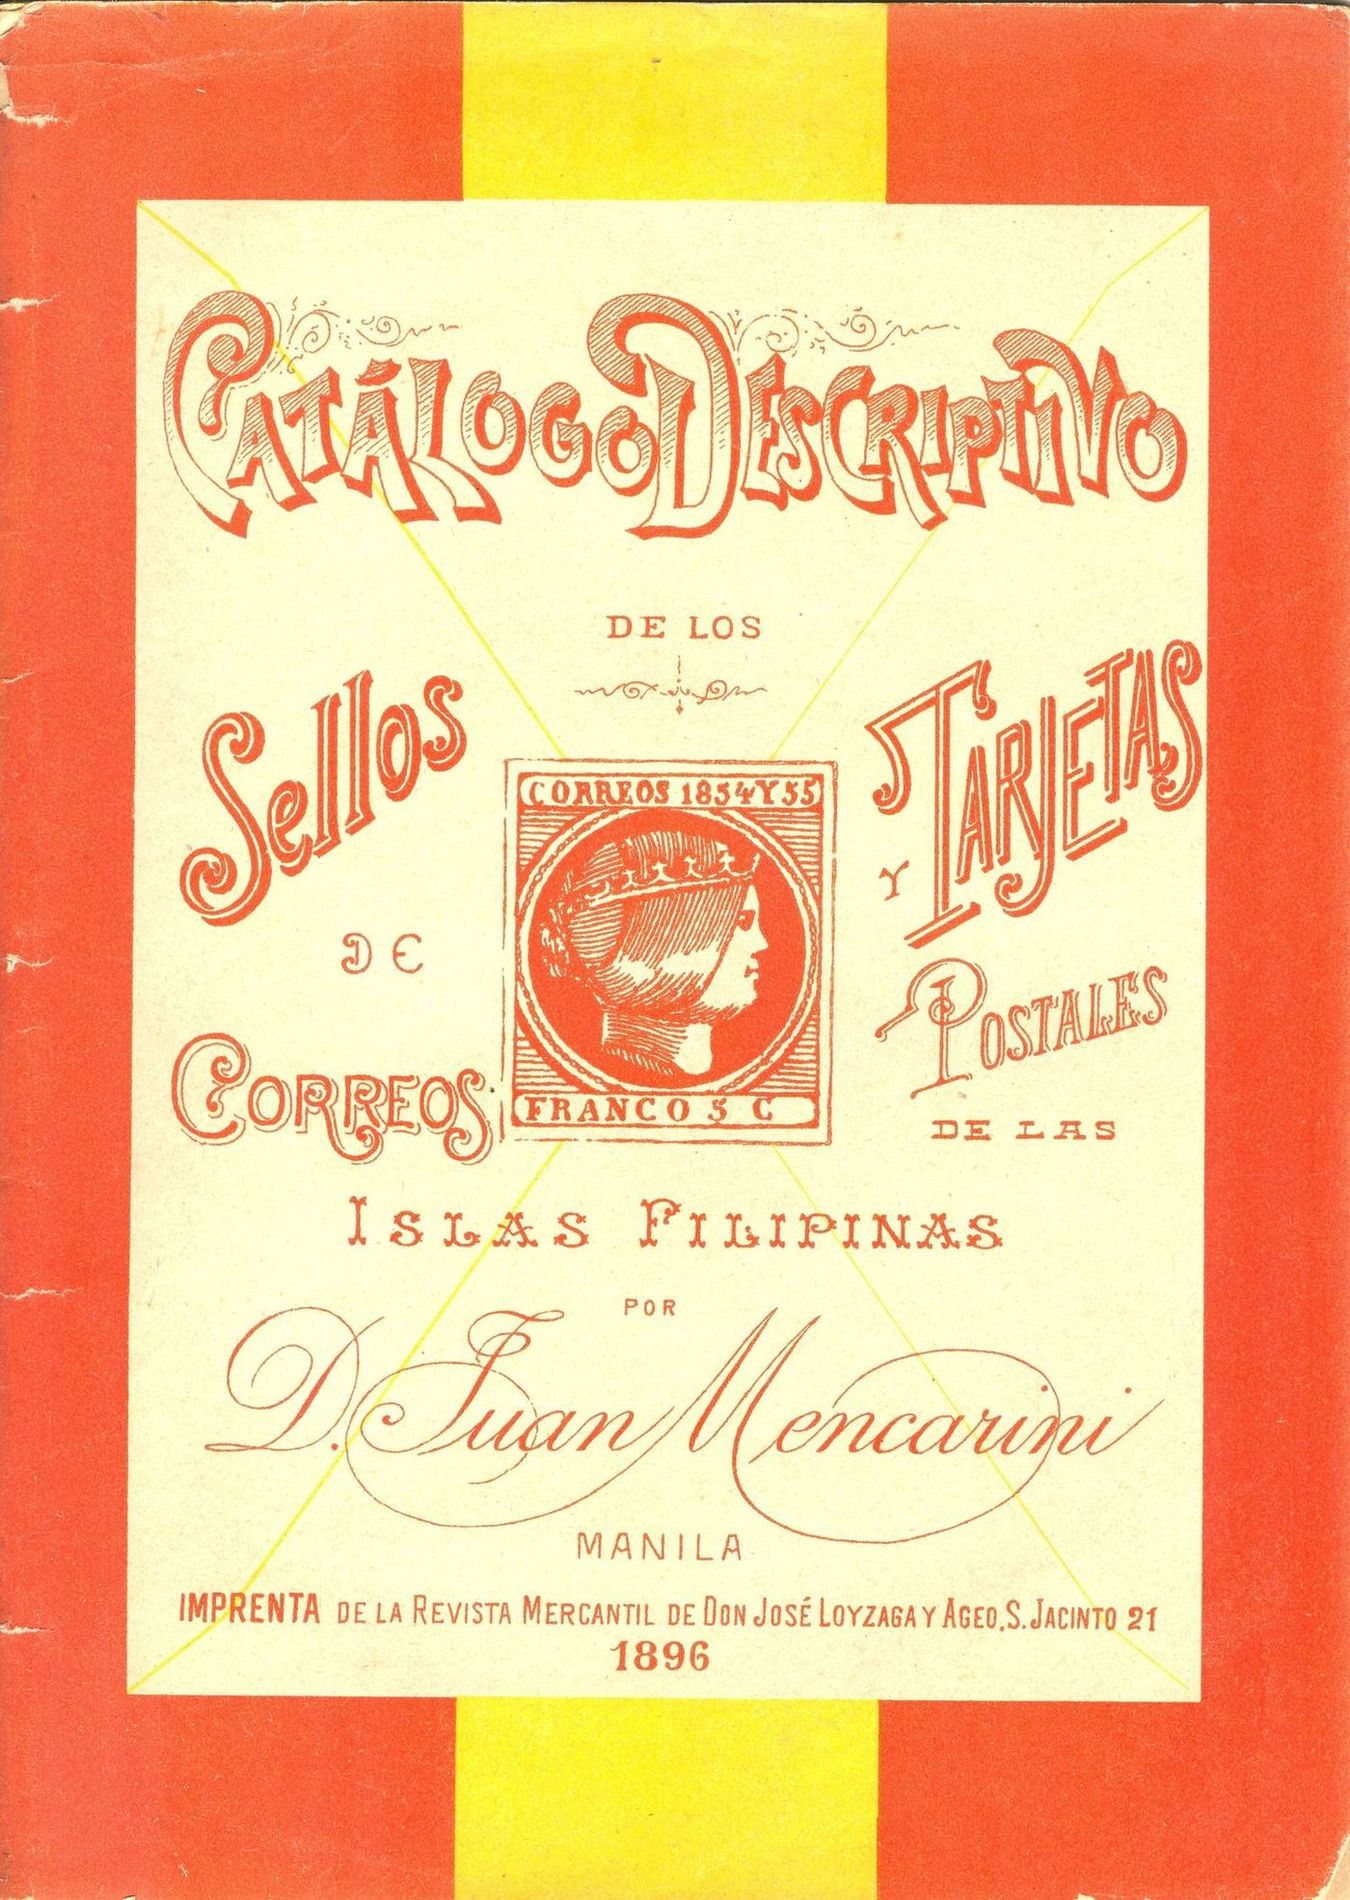 CATÁLOGO DESCRIPTIVO
DE LOS
Sellos
DE
CORREOS
CORREOS 1854 Y 55
FRANCO 5 C
Y TARJETAS
POSTALES
DE LAS
ISLAS FILIPINAS
POR
D. Juan Mencarini
MANILA
IMPRENTA DE LA REVISTA MERCANTIL DE DON JOSÉ LOYZAGA Y AGEO, S. JACINTO 21
1896